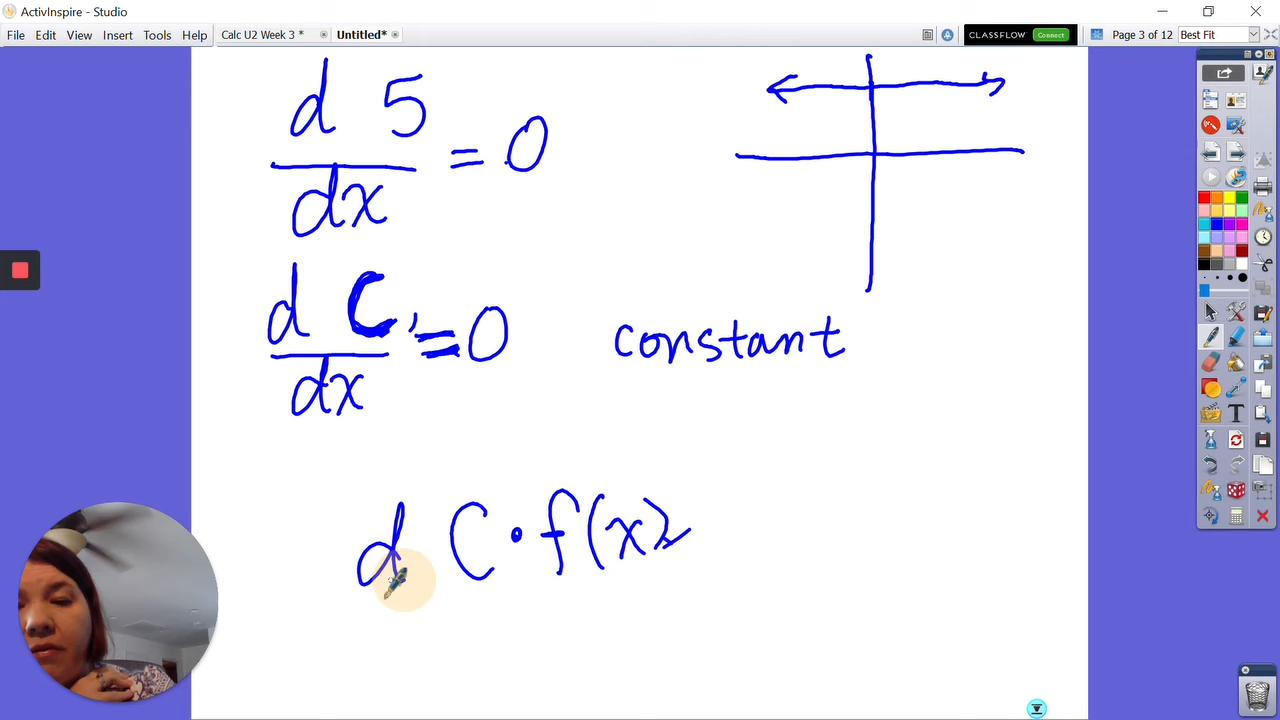 ActivInspire - Studio
File Edit View Insert Tools Help Calc U2 Week 3 * Untitled* CLASSFLOW Connect Page 3 of 12 Best Fit
d 5
dx
= 0
d C
dx
= 0
constant
d C · f(x)